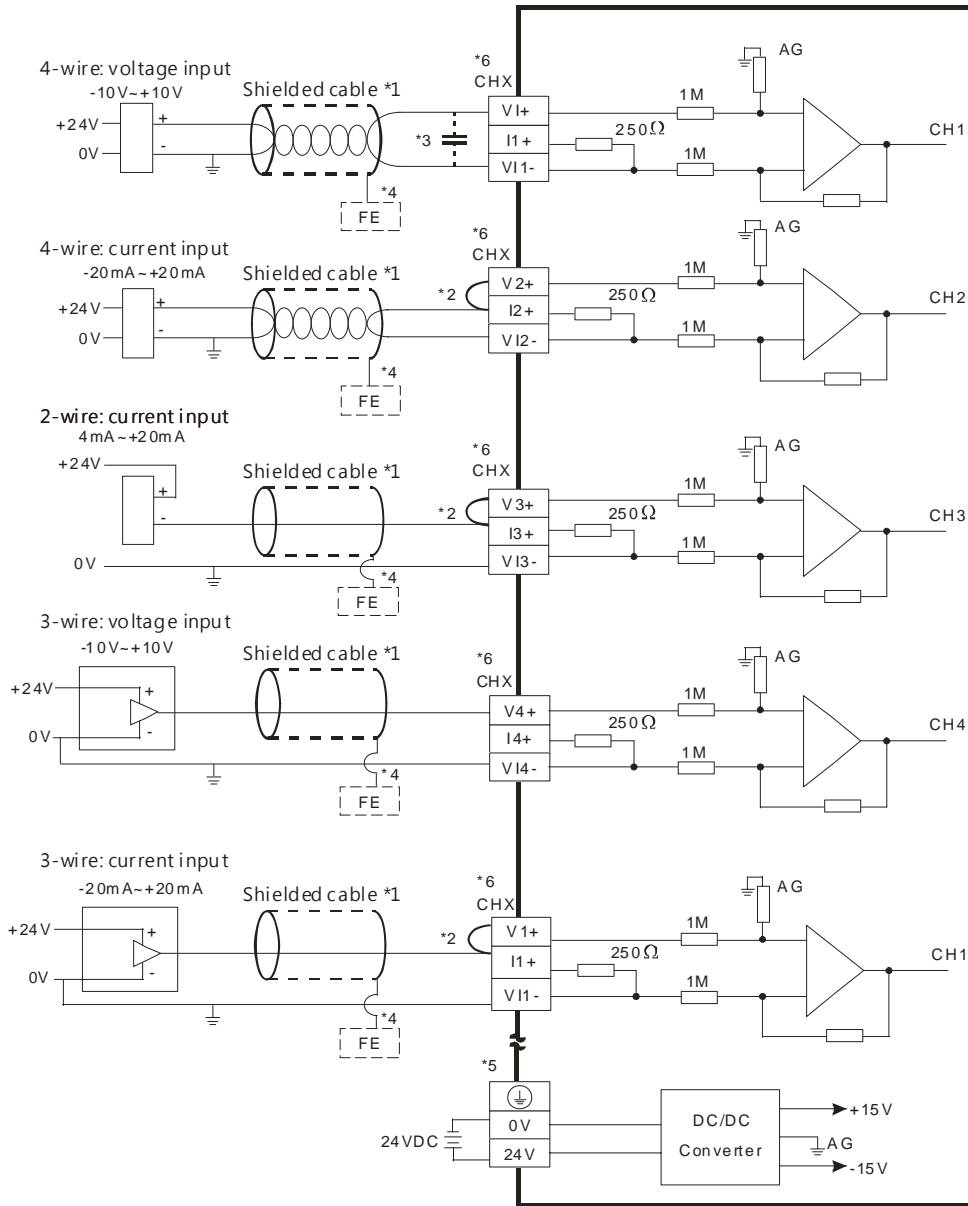 AG
4-wire: voltage input
*6
-10V~+10V
Shielded cable *1
CHX
1M
+24V
+
VI+
250Ω
CH1
*3
I1+
0V
-
VI1-
1M
*4
FE
AG
4-wire: current input
*6
-20mA~+20mA
Shielded cable *1
CHX
1M
+24V
+
*2
V2+
250Ω
CH2
I2+
0V
-
VI2-
1M
*4
FE
2-wire: current input
4mA~+20mA
AG
+24V
*6
Shielded cable *1
CHX
1M
+
V3+
250Ω
CH3
-
*2
I3+
1M
0V
VI3-
*4
FE
3-wire: voltage input
AG
-10V~+10V
Shielded cable *1
*6
CHX
1M
+24V
+
V4+
250Ω
CH4
I4+
0V
-
1M
VI4-
*4
FE
3-wire: current input
*6
AG
-20mA~+20mA
Shielded cable *1
CHX
1M
+24V
+
*2
V1+
250Ω
CH1
I1+
0V
-
1M
VI1-
*4
FE
*5
0V
24VDC
24V
DC/DC
Converter
+15V
AG
-15V